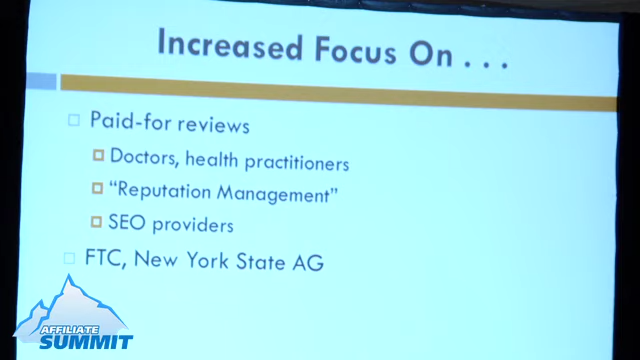 Increased Focus On . . .
Paid-for reviews
Doctors, health practitioners
“Reputation Management”
SEO providers
FTC, New York State AG
AFFILIATE
SUMMIT